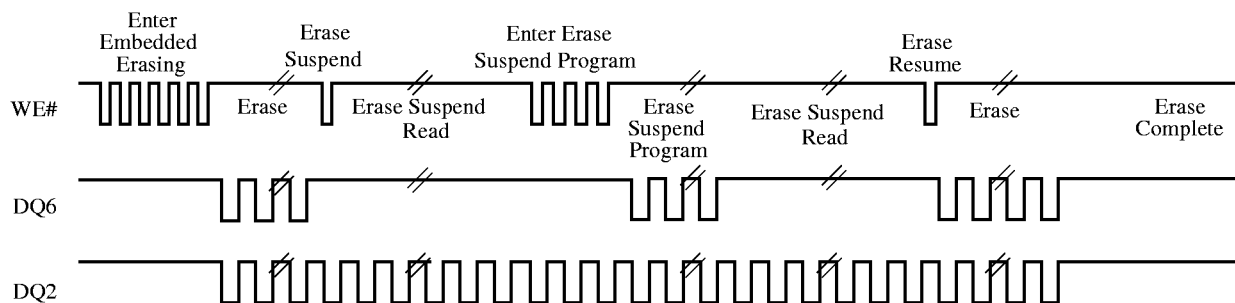 Enter
Embedded
Erasing
Erase
Suspend
Enter Erase
Suspend Program
Erase
Resume
WE#
Erase
Erase Suspend
Read
Erase
Suspend
Program
Erase Suspend
Read
Erase
Erase
Complete
DQ6
DQ2